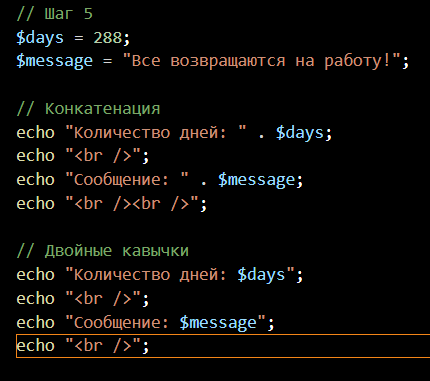 // Шаг 5
$days = 288;
$message = "Все возвращаются на работу!";
// Конкатенация
echo "Количество дней: " . $days;
echo "<br />";
echo "Сообщение: " . $message;
echo "<br /><br />";
// Двойные кавычки
echo "Количество дней: $days";
echo "<br />";
echo "Сообщение: $message";
echo "<br />";